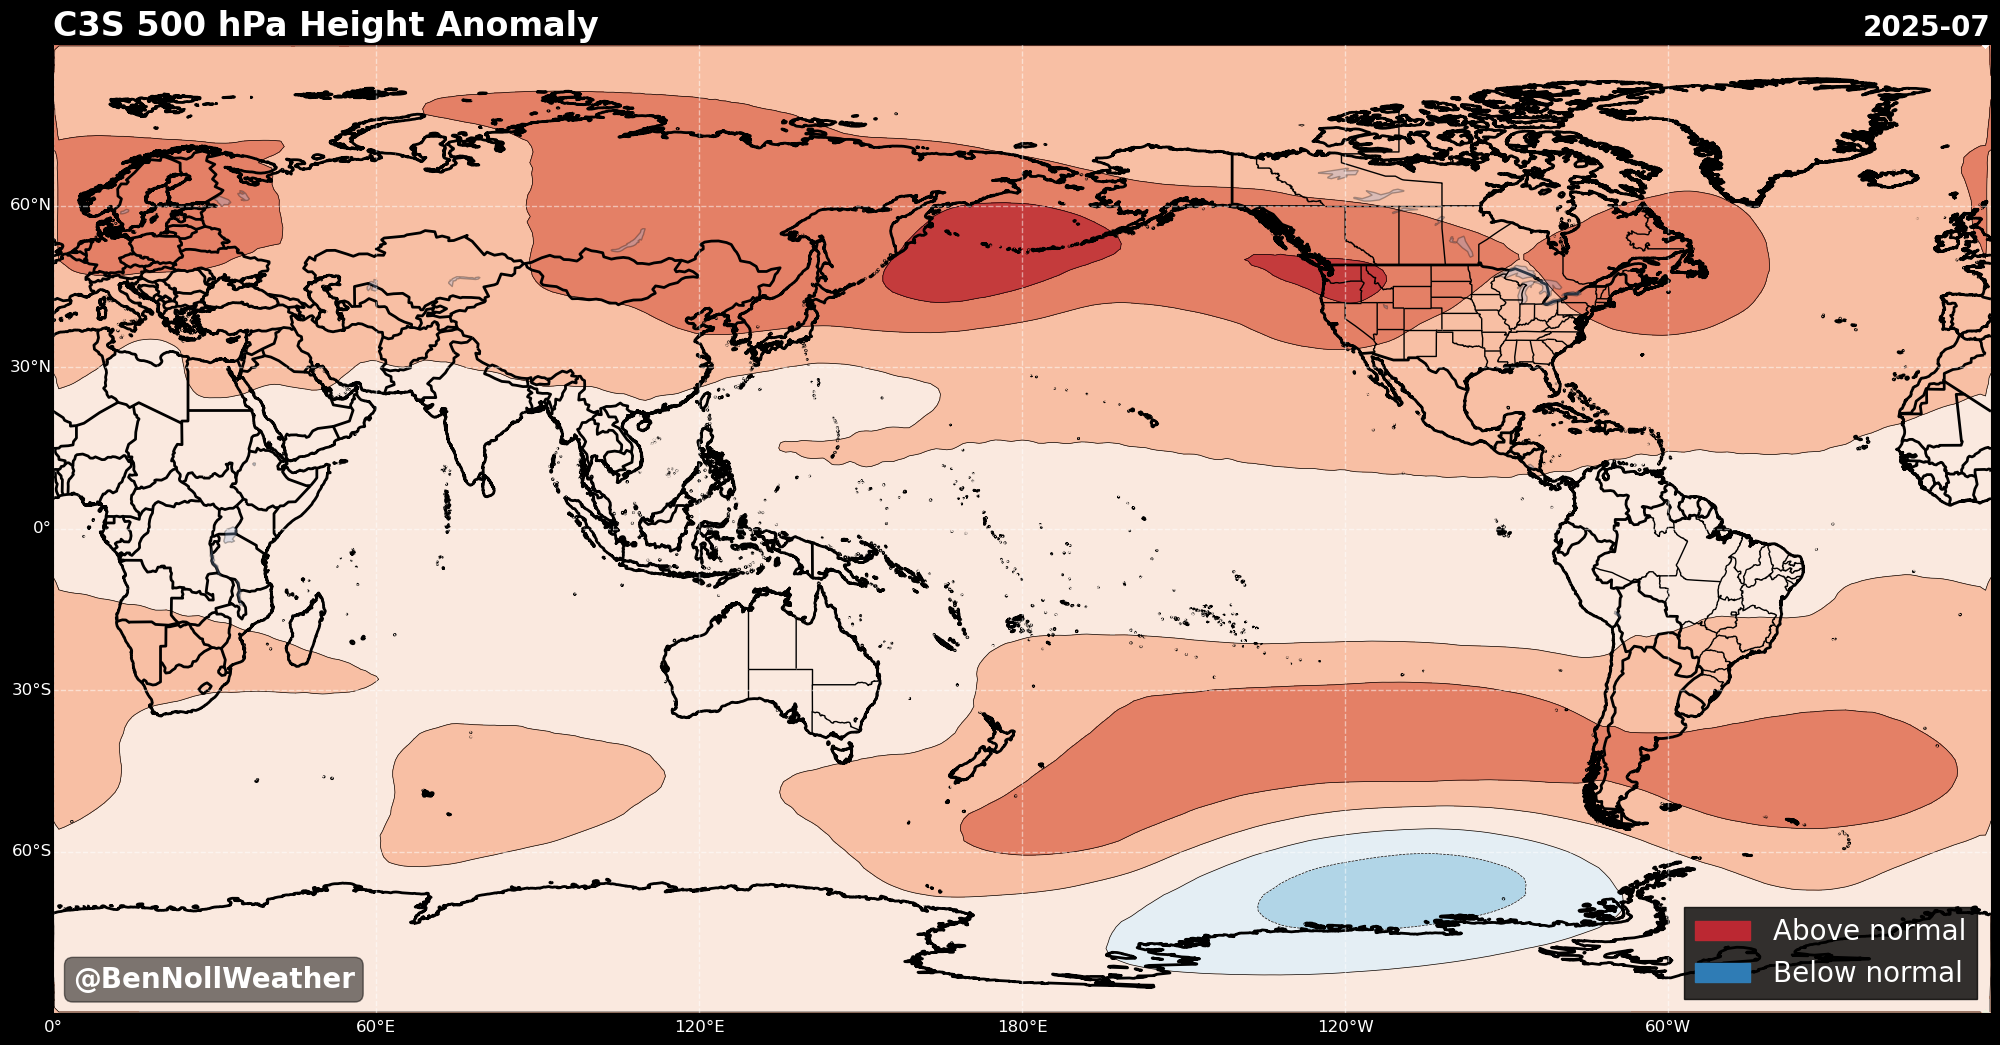 C3S 500 hPa Height Anomaly
2025-07
60°N
30°N
0°
30°S
60°S
0°
60°E
120°E
180°E
120°W
60°W
Above normal
Below normal
@BenNollWeather